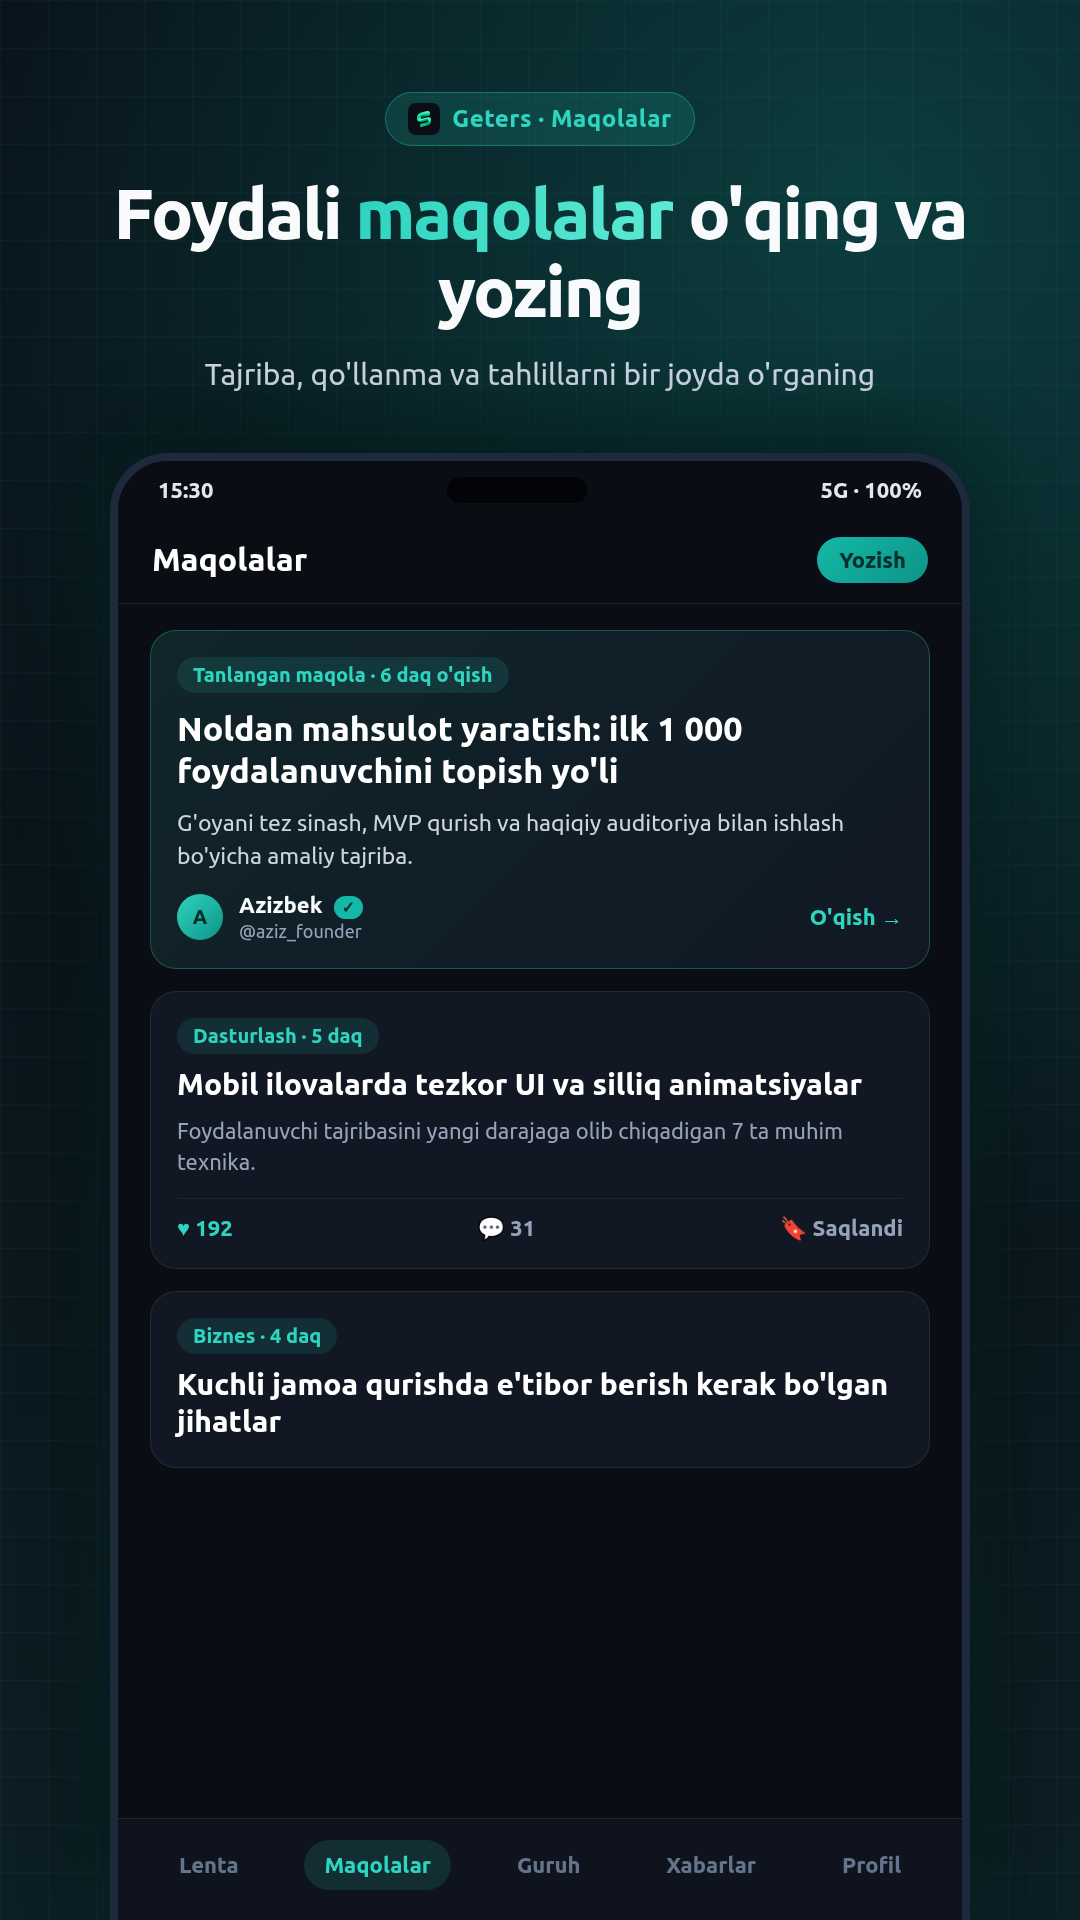 Geters · Maqolalar
Foydali maqolalar o'qing va
yozing
Tajriba, qo'llanma va tahlillarni bir joyda o'rganing
15:30
5G · 100%
Maqolalar
Yozish
Tanlangan maqola · 6 daq o'qish
Noldan mahsulot yaratish: ilk 1 000
foydalanuvchini topish yo'li
G'oyani tez sinash, MVP qurish va haqiqiy auditoriya bilan ishlash
bo'yicha amaliy tajriba.
A
Azizbek ✓
@aziz_founder
O'qish →
Dasturlash · 5 daq
Mobil ilovalarda tezkor UI va silliq animatsiyalar
Foydalanuvchi tajribasini yangi darajaga olib chiqadigan 7 ta muhim
texnika.
♥ 192
💬 31
🔖 Saqlandi
Biznes · 4 daq
Kuchli jamoa qurishda e'tibor berish kerak bo'lgan
jihatlar
Lenta
Maqolalar
Guruh
Xabarlar
Profil